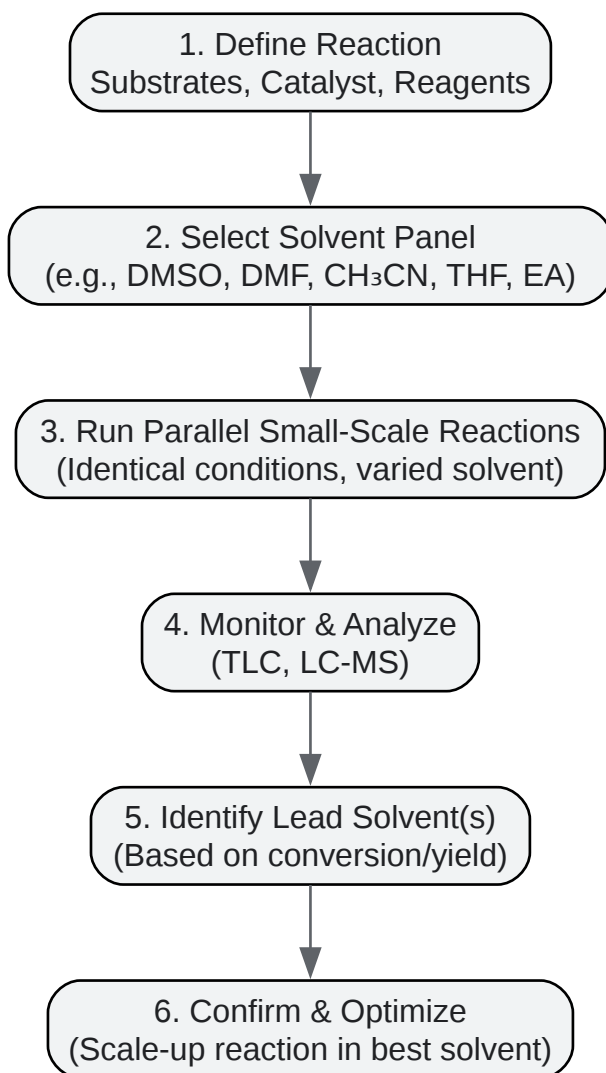 1. Define Reaction
Substrates, Catalyst, Reagents
2. Select Solvent Panel
(e.g., DMSO, DMF, CH₃CN, THF, EA)
3. Run Parallel Small-Scale Reactions
(Identical conditions, varied solvent)
4. Monitor & Analyze
(TLC, LC-MS)
5. Identify Lead Solvent(s)
(Based on conversion/yield)
6. Confirm & Optimize
(Scale-up reaction in best solvent)